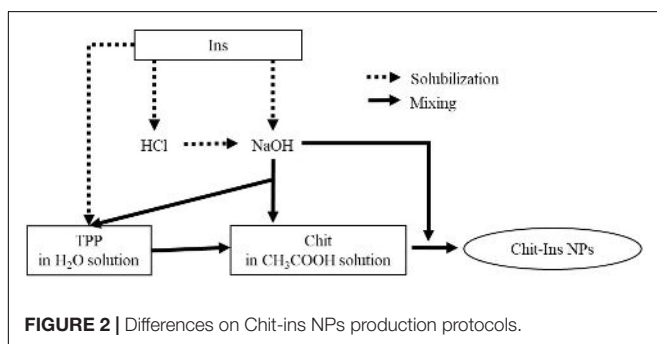 Ins
Solubilization
Mixing
HCl
NaOH
TPP
in H₂O solution
Chit
in CH₃COOH solution
Chit-Ins NPs
FIGURE 2 | Differences on Chit-ins NPs production protocols.